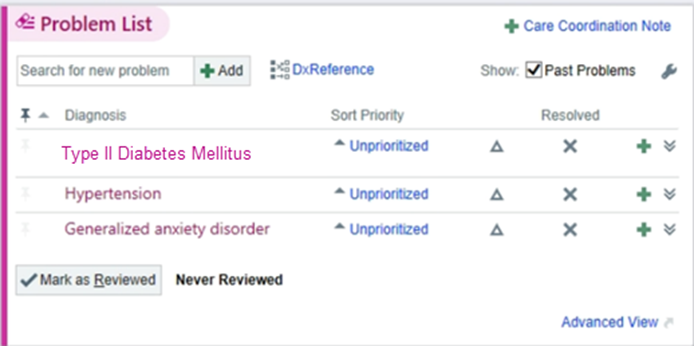 Problem List
Care Coordination Note
Search for new problem Add DxReference Show: Past Problems
Diagnosis Sort Priority Resolved
Type II Diabetes Mellitus Unprioritized
Hypertension Unprioritized
Generalized anxiety disorder Unprioritized
Mark as Reviewed Never Reviewed
Advanced View